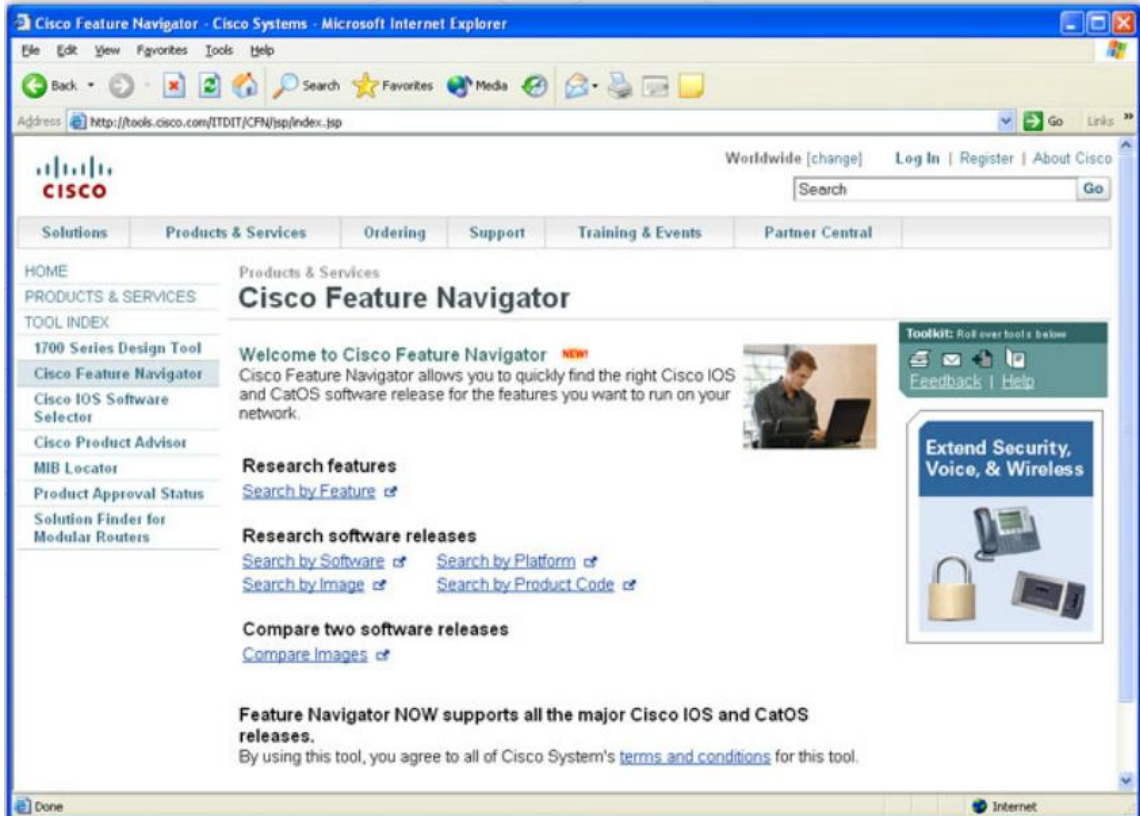 Cisco Feature Navigator - Cisco Systems - Microsoft Internet Explorer
File Edit View Favorites Tools Help
Back Search Favorites Media
Address http://tools.cisco.com/ITDIT/CFN/jsp/index.jsp Go Links »
Worldwide [change] Log In | Register | About Cisco
CISCO
Search Go
Solutions Products & Services Ordering Support Training & Events Partner Central
HOME
PRODUCTS & SERVICES
TOOL INDEX
1700 Series Design Tool
Cisco Feature Navigator
Cisco IOS Software
Selector
Cisco Product Advisor
MIB Locator
Product Approval Status
Solution Finder for
Modular Routers
Products & Services
Cisco Feature Navigator
Welcome to Cisco Feature Navigator NEW!
Cisco Feature Navigator allows you to quickly find the right Cisco IOS
and CatOS software release for the features you want to run on your
network.
Research features
Search by Feature
Research software releases
Search by Software Search by Platform
Search by Image Search by Product Code
Compare two software releases
Compare Images
Feature Navigator NOW supports all the major Cisco IOS and CatOS
releases.
By using this tool, you agree to all of Cisco System's terms and conditions for this tool.
Toolkit: Roll over tools below
Feedback | Help
Extend Security,
Voice, & Wireless
Done Internet